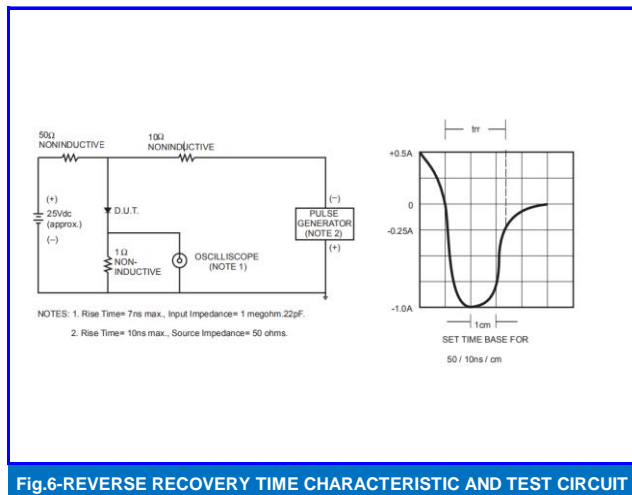 50Ω
NONINDUCTIVE
10Ω
NONINDUCTIVE
(+)
25Vdc
(approx.)
(−)
D.U.T.
1Ω
NON-
INDUCTIVE
OSCILLISCOPE
(NOTE 1)
(−)
PULSE
GENERATOR
(NOTE 2)
(+)
NOTES: 1. Rise Time= 7ns max., Input Impedance= 1 megohm.22pF.
2. Rise Time= 10ns max., Source Impedance= 50 ohms.
trr
+0.5A
0
-0.25A
-1.0A
1cm
SET TIME BASE FOR
50 / 10ns / cm
Fig.6-REVERSE RECOVERY TIME CHARACTERISTIC AND TEST CIRCUIT